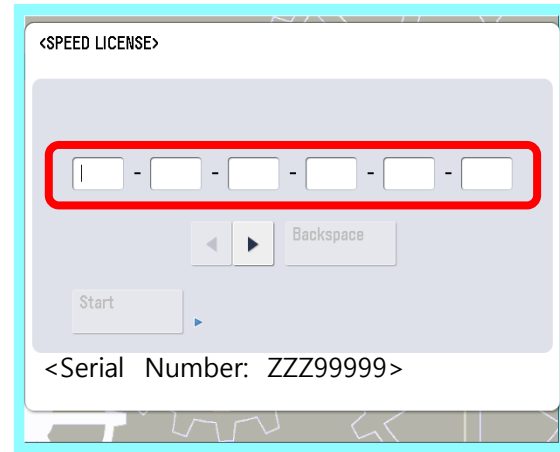 <SPEED LICENSE>
- - - - -
Backspace
Start
<Serial Number: ZZZ99999>